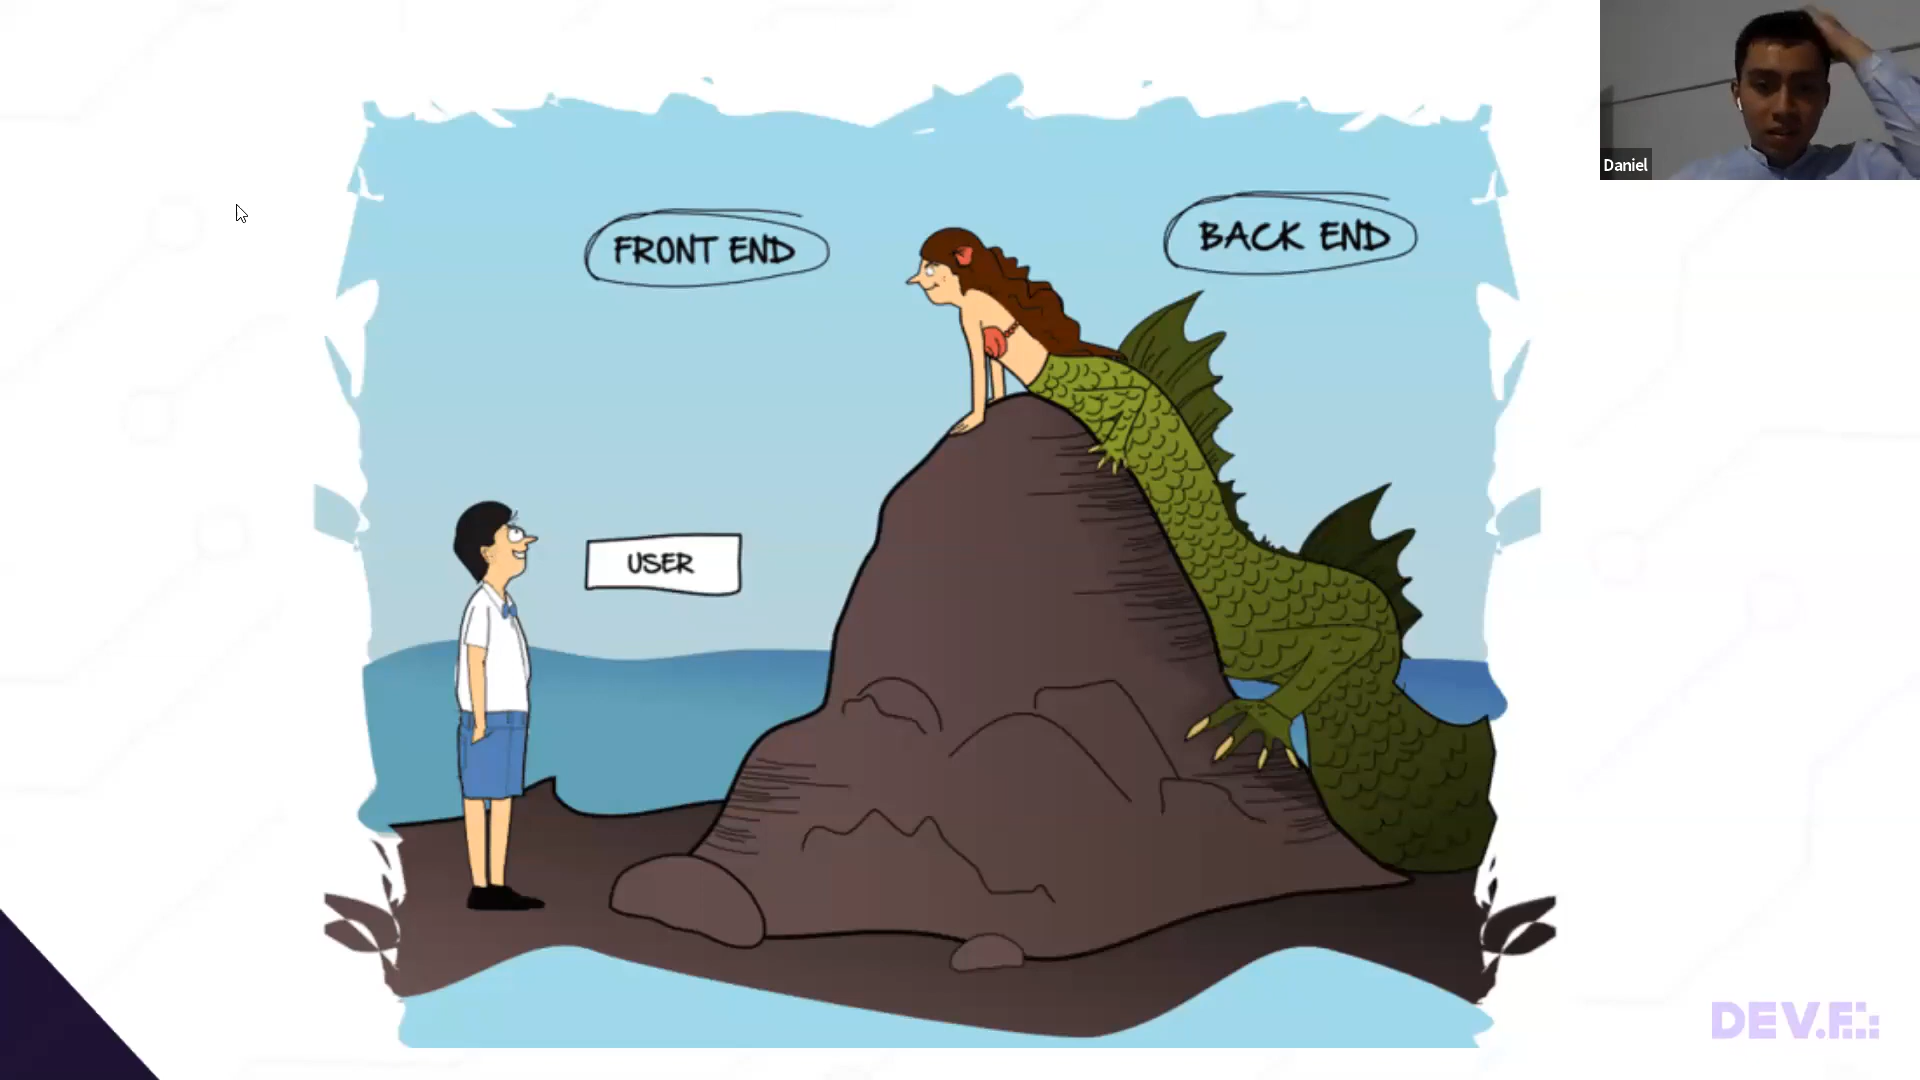 Daniel
FRONT END
BACK END
USER
DEV.F